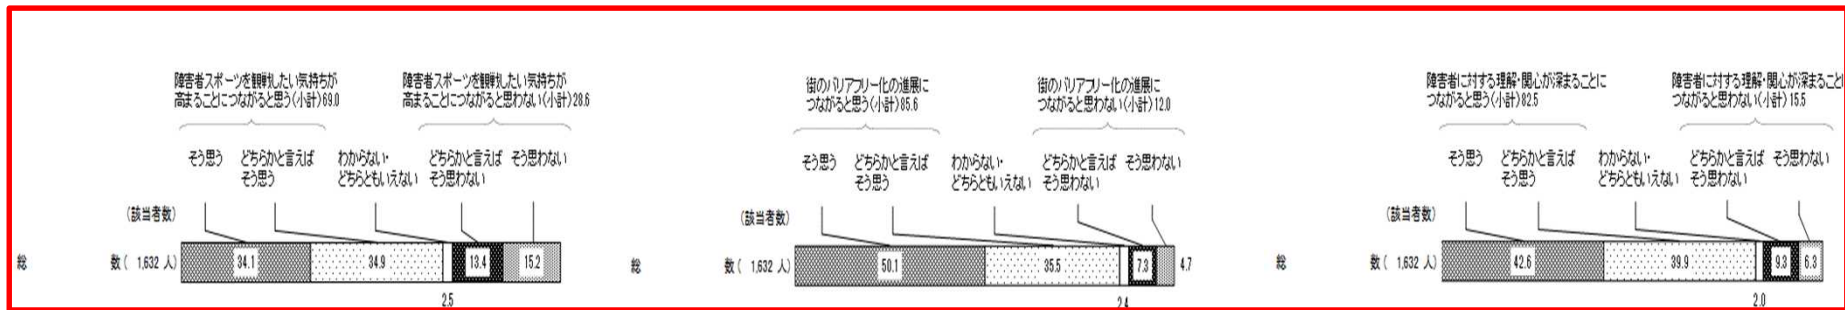 障害者スポーツを観戦したい気持ちが
高まることにつながると思う(小計)69.0
障害者スポーツを観戦したい気持ちが
高まることにつながると思わない(小計)28.6
そう思う
どちらかと言えば
そう思う
わからない・
どちらともいえない
どちらかと言えば
そう思わない
そう思わない
(該当者数)
総 数( 1,632 人)
34.1
34.9
13.4
15.2
2.5
街のバリアフリー化の進展に
つながると思う(小計)85.6
街のバリアフリー化の進展に
つながると思わない(小計)12.0
そう思う
どちらかと言えば
そう思う
わからない・
どちらともいえない
どちらかと言えば
そう思わない
そう思わない
(該当者数)
総 数( 1,632 人)
50.1
35.5
7.3
4.7
2.4
障害者に対する理解・関心が深まることに
つながると思う(小計)82.5
障害者に対する理解・関心が深まることに
つながると思わない(小計)15.5
そう思う
どちらかと言えば
そう思う
わからない・
どちらともいえない
どちらかと言えば
そう思わない
そう思わない
(該当者数)
総 数( 1,632 人)
42.6
39.9
9.3
6.3
2.0